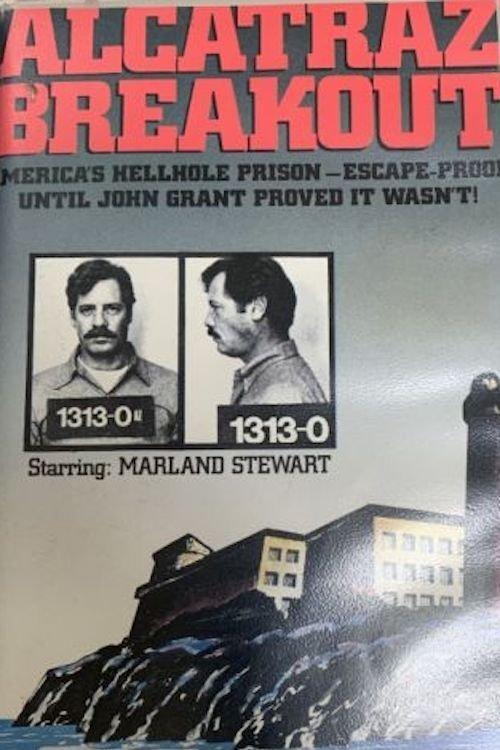 ALCATRAZ
BREAKOUT
MERICA'S HELLHOLE PRISON – ESCAPE-PROO
UNTIL JOHN GRANT PROVED IT WASN'T!
1313-0
1313-0
Starring: MARLAND STEWART